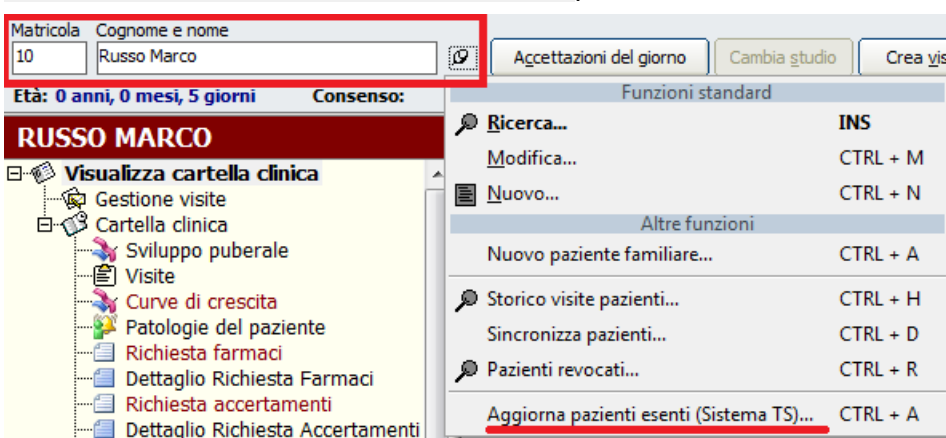 Matricola Cognome e nome
10 Russo Marco
Accettazioni del giorno Cambia studio Crea vis
Età: 0 anni, 0 mesi, 5 giorni Consenso:
RUSSO MARCO
Visualizza cartella clinica
Gestione visite
Cartella clinica
Sviluppo puberale
Visite
Curve di crescita
Patologie del paziente
Richiesta farmaci
Dettaglio Richiesta Farmaci
Richiesta accertamenti
Dettaglio Richiesta Accertamenti
Funzioni standard
Ricerca... INS
Modifica... CTRL + M
Nuovo... CTRL + N
Altre funzioni
Nuovo paziente familiare... CTRL + A
Storico visite pazienti... CTRL + H
Sincronizza pazienti... CTRL + D
Pazienti revocati... CTRL + R
Aggiorna pazienti esenti (Sistema TS)... CTRL + A